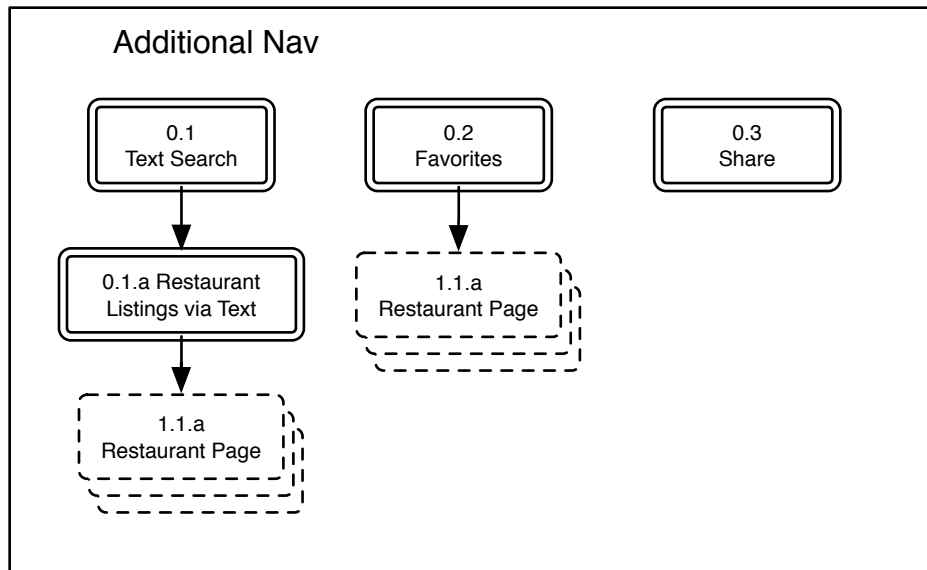 Additional Nav
0.1
Text Search
0.2
Favorites
0.3
Share
0.1.a Restaurant
Listings via Text
1.1.a
Restaurant Page
1.1.a
Restaurant Page